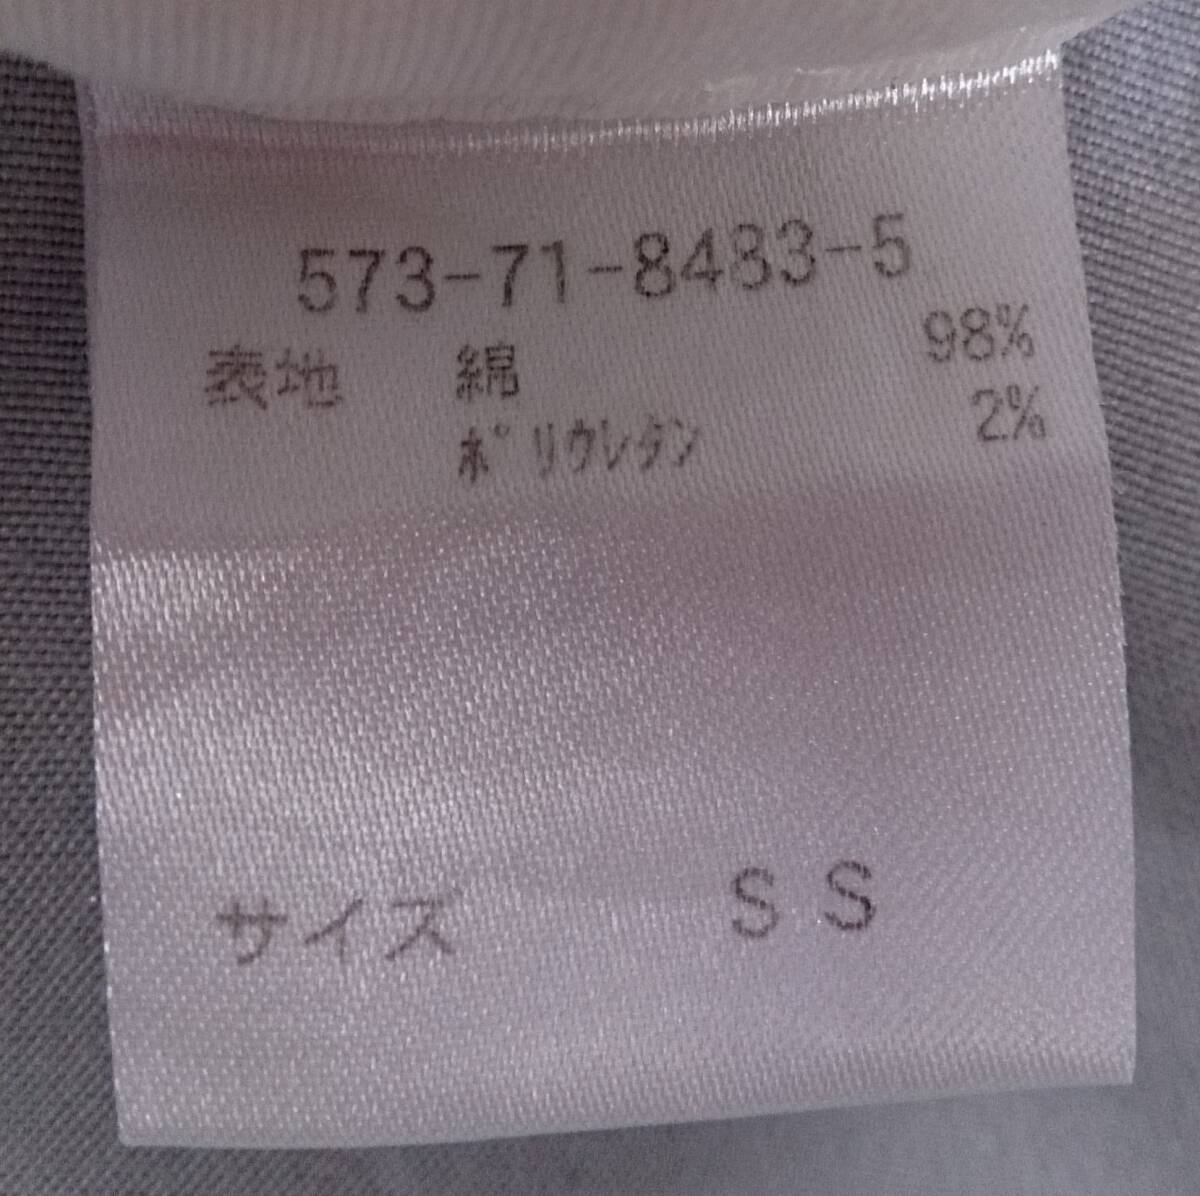 573-71-8483-5
表地 綿 98%
ﾎﾟﾘｳﾚﾀﾝ 2%
サイズ SS